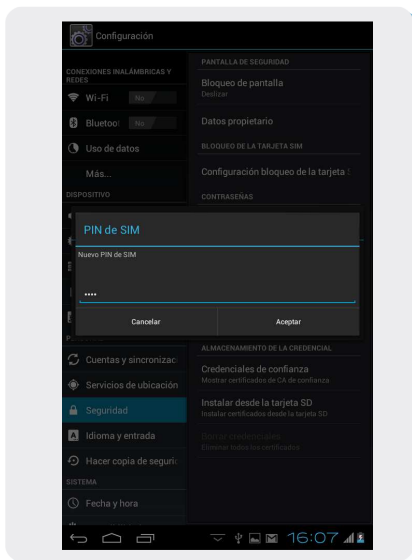 Configuración
CONEXIONES INALÁMBRICAS Y
REDES
Wi-Fi No
Bluetoo No
Uso de datos
Más...
DISPOSITIVO
PANTALLA DE SEGURIDAD
Bloqueo de pantalla
Deslizar
Datos propietario
BLOQUEO DE LA TARJETA SIM
Configuración bloqueo de la tarjeta
CONTRASEÑAS
PIN de SIM
Nuevo PIN de SIM
....
Cancelar Aceptar
Cuentas y sincronizac
Servicios de ubicación
Seguridad
Idioma y entrada
Hacer copia de seguric
SISTEMA
Fecha y hora
ALMACENAMIENTO DE LA CREDENCIAL
Credenciales de confianza
Mostrar certificados de CA de confianza
Instalar desde la tarjeta SD
Instalar certificados desde la tarjeta SD
Borrar credenciales
Eliminar todos los certificados
16:07